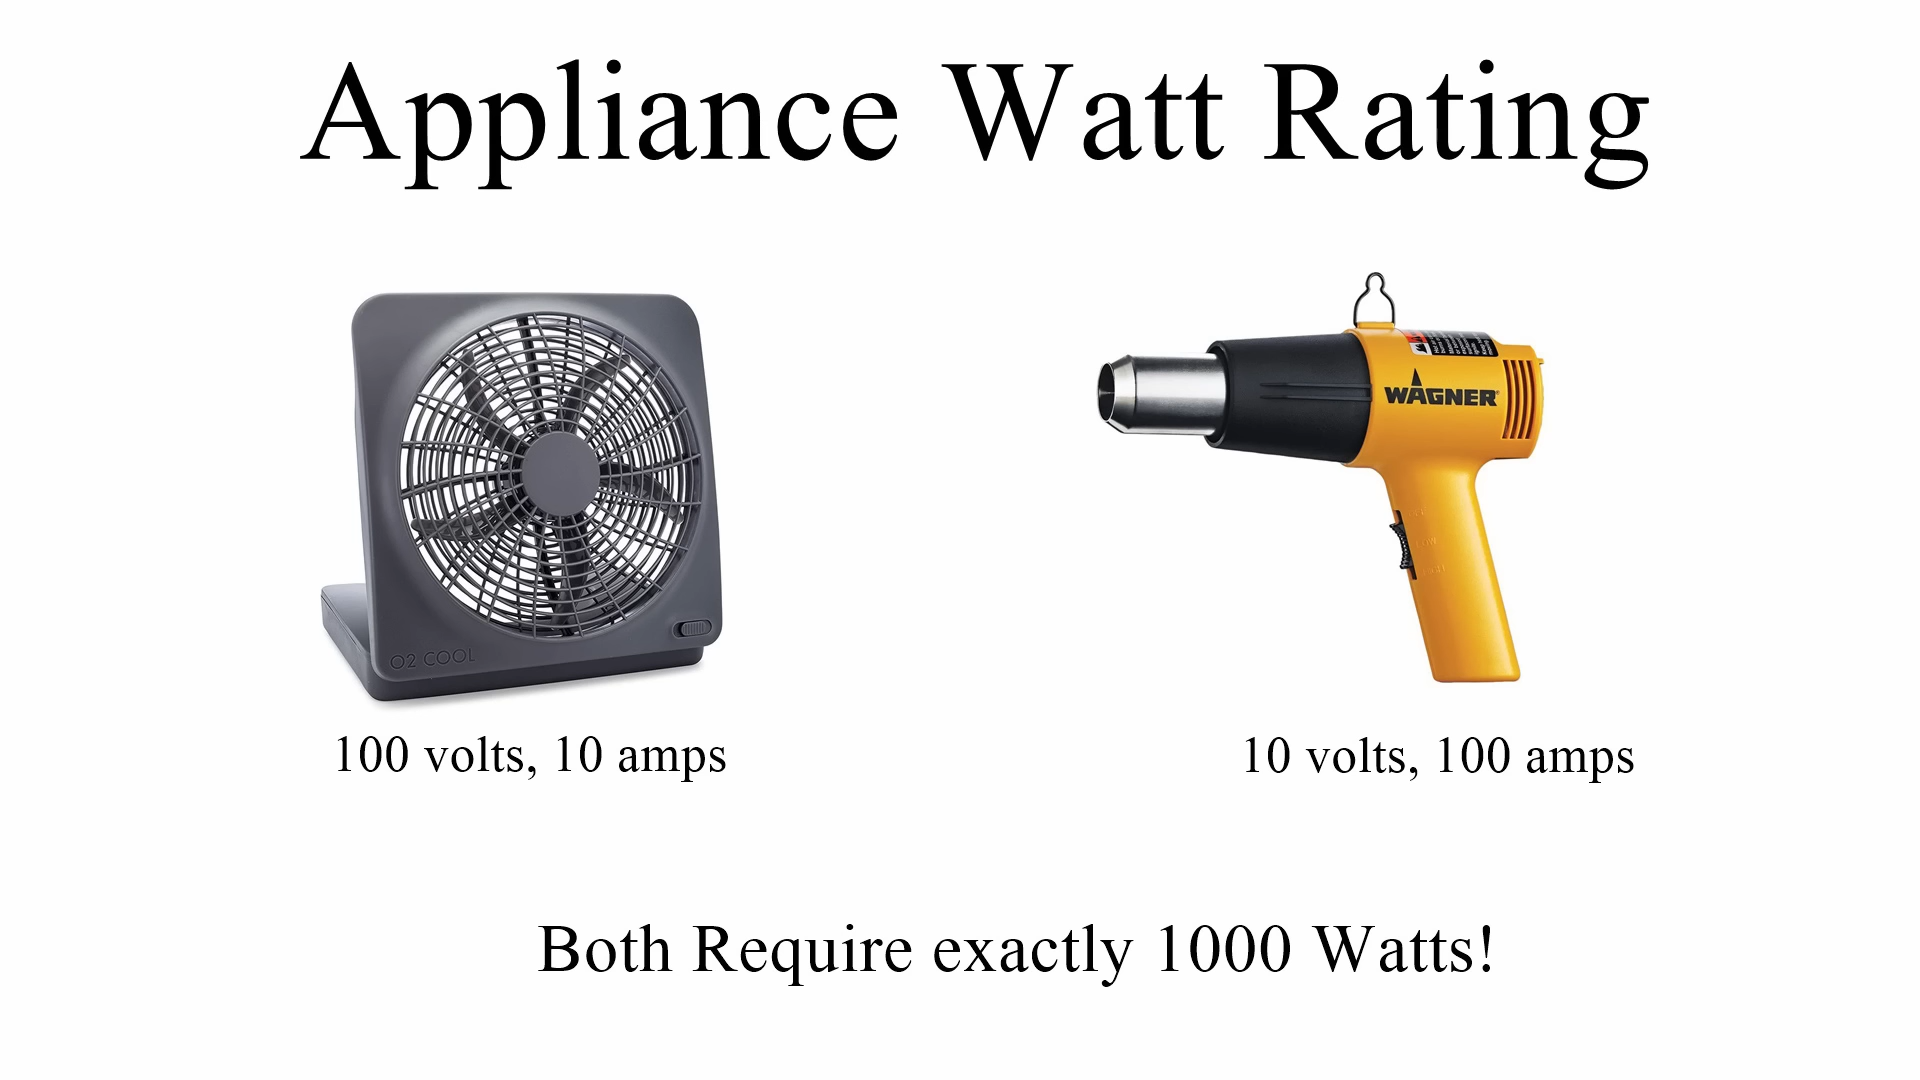 Appliance Watt Rating
WAGNER
O2 COOL
100 volts, 10 amps
10 volts, 100 amps
Both Require exactly 1000 Watts!